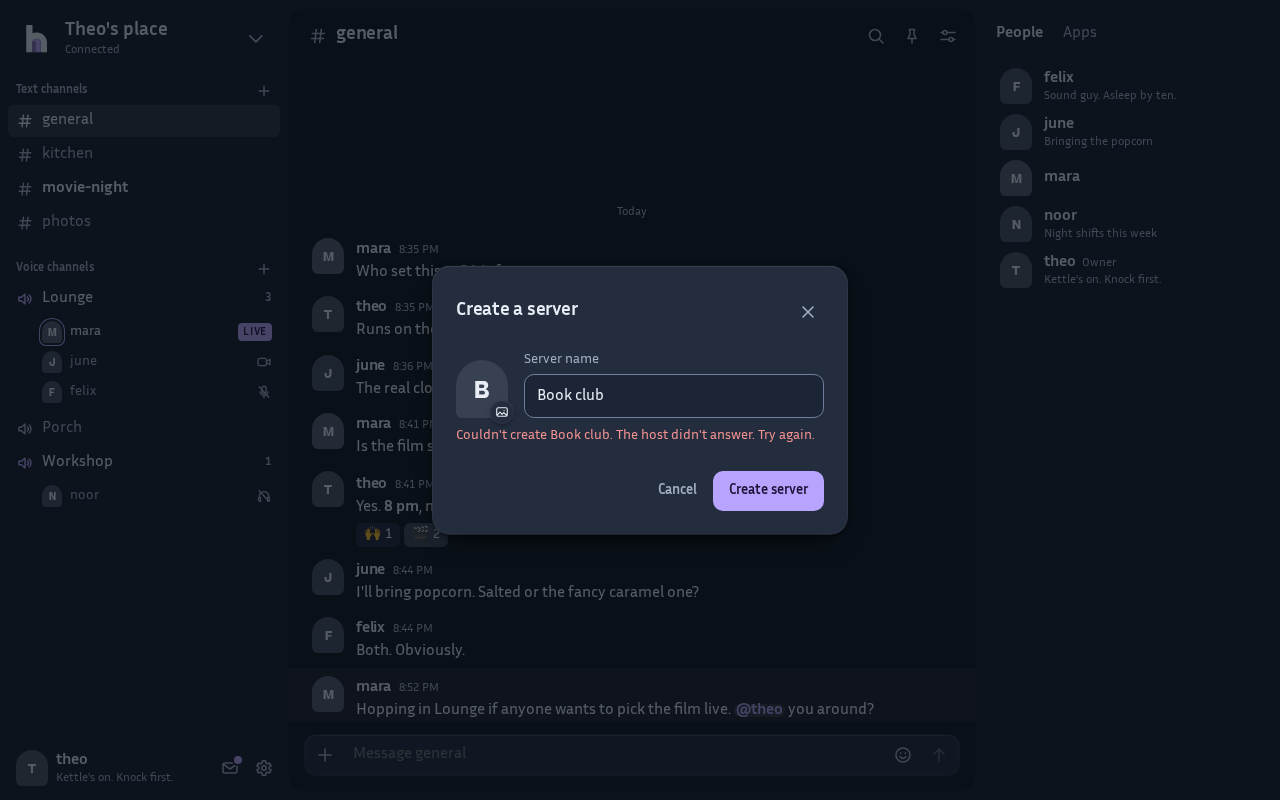 Theo's place
Connected
Text channels
general
kitchen
movie-night
photos
Voice channels
Lounge 3
M mara LIVE
J june
F felix
Porch
Workshop 1
N noor
T theo
Kettle's on. Knock first.
general
Today
M mara 8:35 PM
Who set this
T theo 8:35 PM
Runs on the
J june 8:36 PM
The real clo
M mara 8:41 PM
Is the film s
T theo 8:41 PM
Yes. 8 pm, n
🙌 1 🎬 2
J june 8:44 PM
I'll bring popcorn. Salted or the fancy caramel one?
F felix 8:44 PM
Both. Obviously.
M mara 8:52 PM
Hopping in Lounge if anyone wants to pick the film live. @theo you around?
Message general
Create a server
Server name
B Book club
Couldn't create Book club. The host didn't answer. Try again.
Cancel Create server
People Apps
F felix
Sound guy. Asleep by ten.
J june
Bringing the popcorn
M mara
N noor
Night shifts this week
T theo Owner
Kettle's on. Knock first.